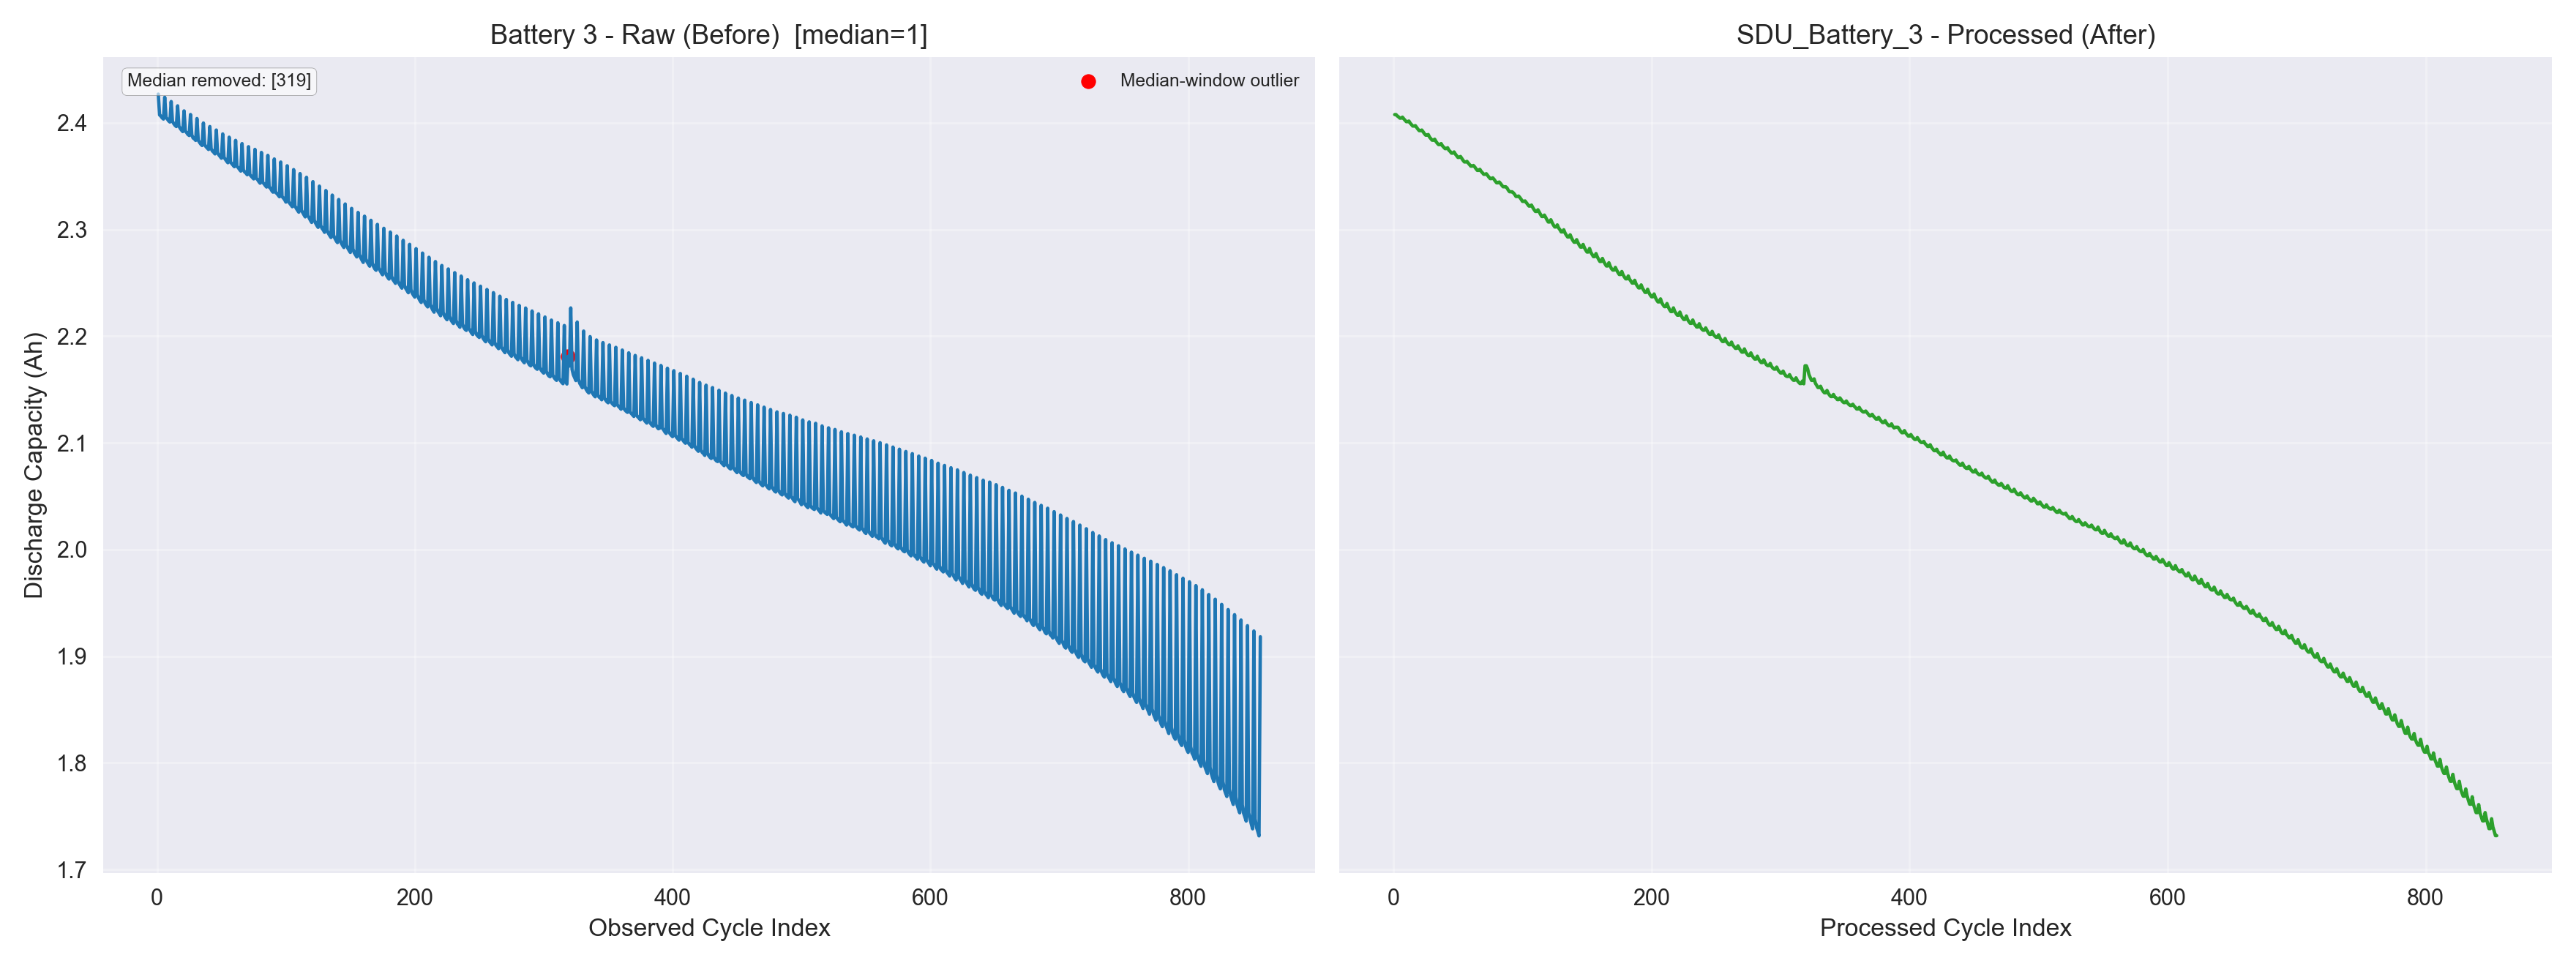 Battery 3 - Raw (Before)  [median=1]
Median removed: [319]
Median-window outlier
2.4
2.3
2.2
2.1
2.0
1.9
1.8
1.7
Discharge Capacity (Ah)
0 200 400 600 800
Observed Cycle Index
SDU_Battery_3 - Processed (After)
0 200 400 600 800
Processed Cycle Index